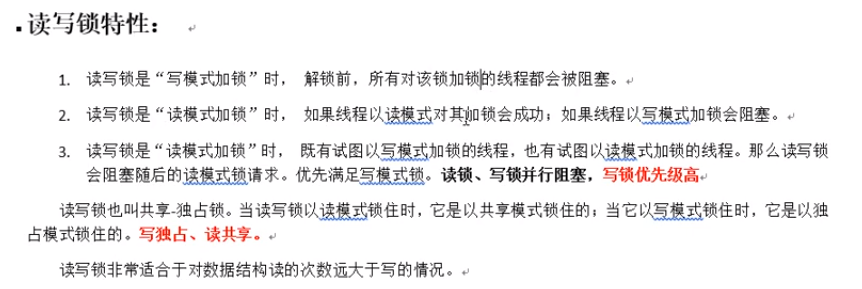 读写锁特性：
1. 读写锁是“写模式加锁”时， 解锁前，所有对该锁加锁的线程都会被阻塞。
2. 读写锁是“读模式加锁”时， 如果线程以读模式对其加锁会成功；如果线程以写模式加锁会阻塞。
3. 读写锁是“读模式加锁”时， 既有试图以写模式加锁的线程，也有试图以读模式加锁的线程。那么读写锁
会阻塞随后的读模式锁请求。优先满足写模式锁。读锁、写锁并行阻塞，写锁优先级高
读写锁也叫共享-独占锁。当读写锁以读模式锁住时，它是以共享模式锁住的；当它以写模式锁住时，它是以独
占模式锁住的。写独占、读共享。
读写锁非常适合于对数据结构读的次数远大于写的情况。